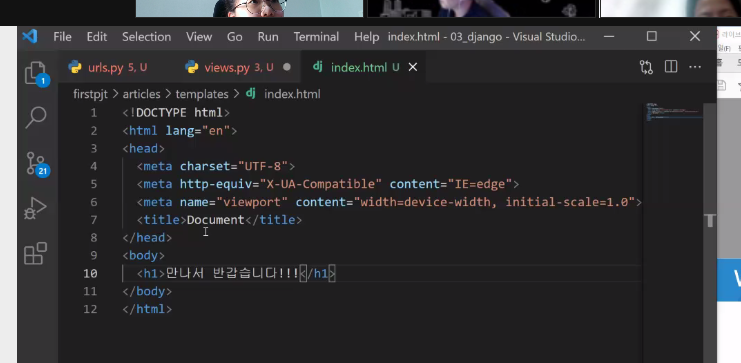 File Edit Selection View Go Run Terminal Help index.html - 03_django - Visual Studio...
urls.py 5, U views.py 3, U index.html U
firstpjt > articles > templates > index.html
1 <!DOCTYPE html>
2 <html lang="en">
3 <head>
4 <meta charset="UTF-8">
5 <meta http-equiv="X-UA-Compatible" content="IE=edge">
6 <meta name="viewport" content="width=device-width, initial-scale=1.0">
7 <title>Document</title>
8 </head>
9 <body>
10 <h1>만나서 반갑습니다!!!</h1>
11 </body>
12 </html>
1
21